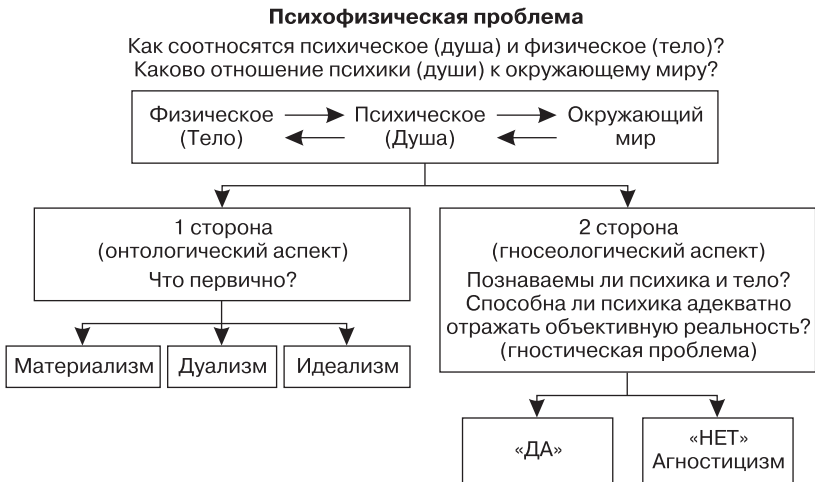 Психофизическая проблема
Как соотносятся психическое (душа) и физическое (тело)?
Каково отношение психики (души) к окружающему миру?
Физическое
(Тело)
Психическое
(Душа)
Окружающий
мир
1 сторона
(онтологический аспект)
Что первично?
Материализм
Дуализм
Идеализм
2 сторона
(гносеологический аспект)
Познаваемы ли психика и тело?
Способна ли психика адекватно
отражать объективную реальность?
(гностическая проблема)
«ДА»
«НЕТ»
Агностицизм